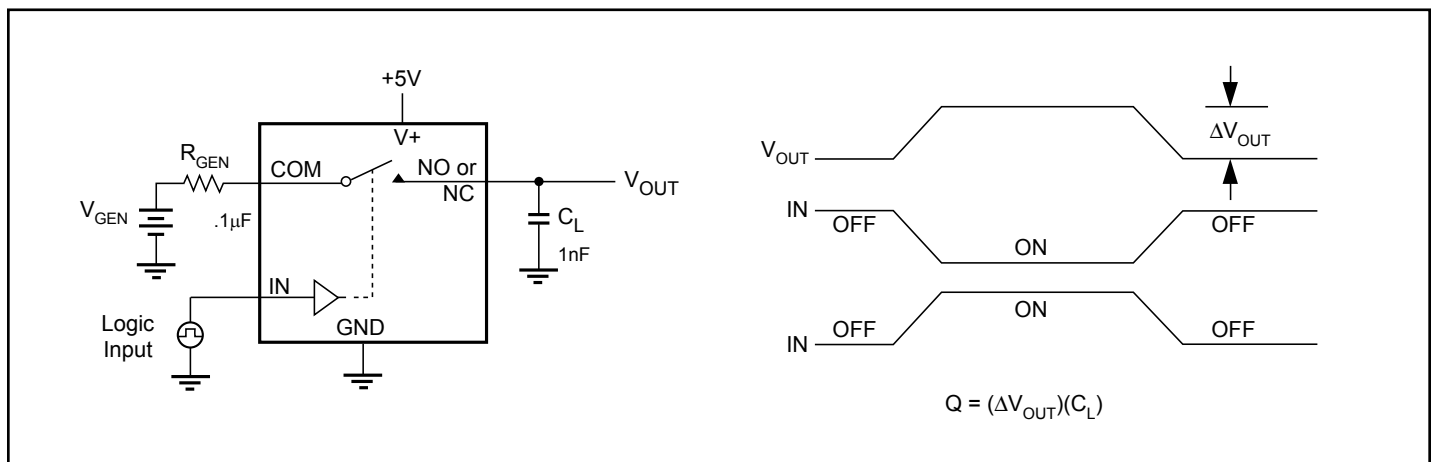 +5V
V+
R_GEN
COM
NO or
NC
V_OUT
V_GEN
.1µF
C_L
1nF
IN
GND
Logic
Input
V_OUT
ΔV_OUT
IN
OFF
ON
OFF
IN
OFF
ON
OFF
Q = (ΔV_OUT)(C_L)